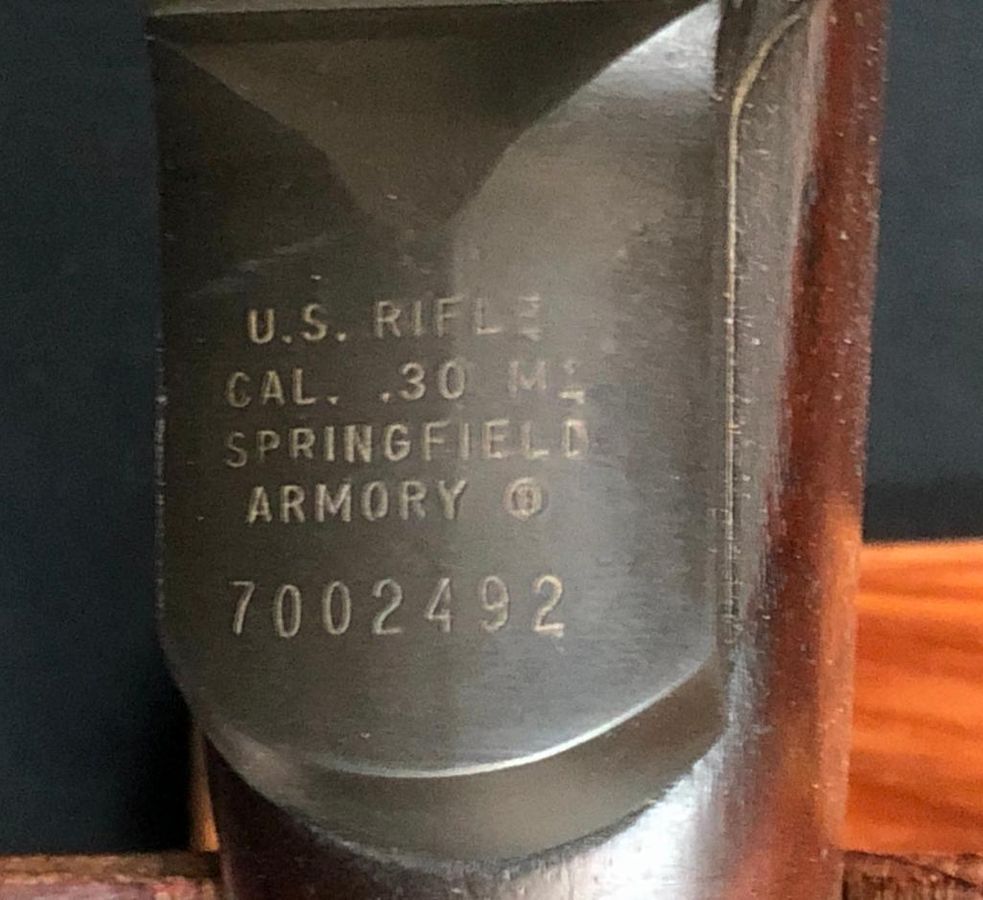 U.S. RIFLE
CAL. .30 M1
SPRINGFIELD
ARMORY ®
7002492